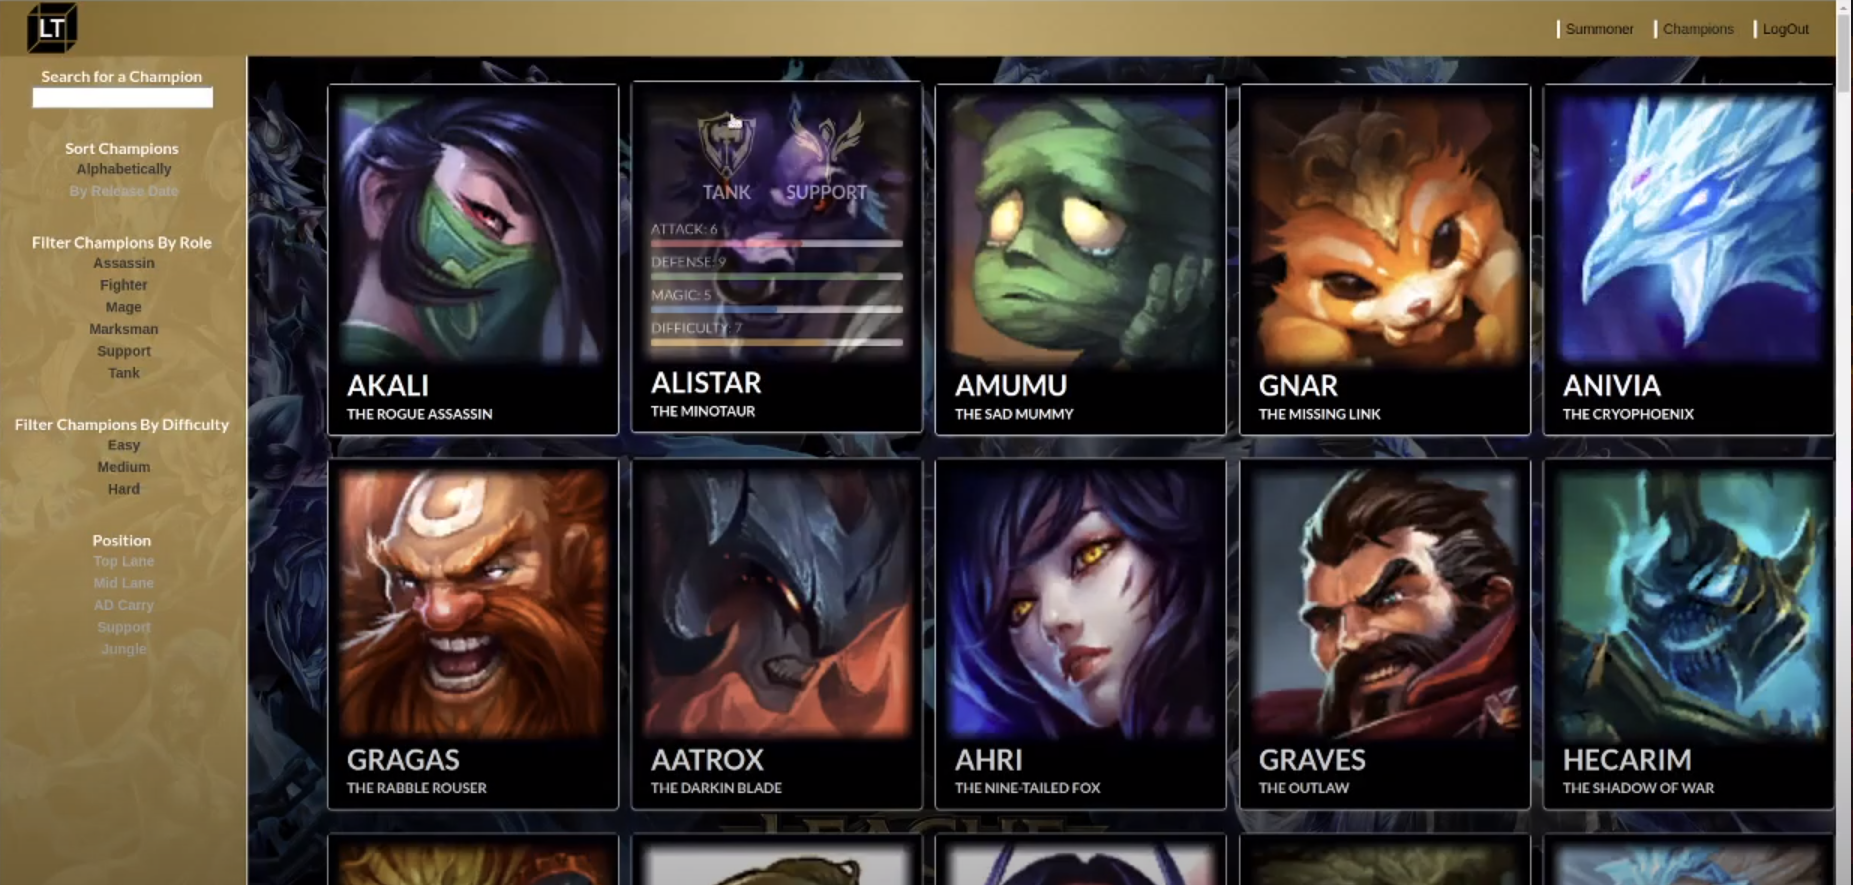 LT
Summoner
Champions
LogOut
Search for a Champion
Sort Champions
Alphabetically
By Release Date
Filter Champions By Role
Assassin
Fighter
Mage
Marksman
Support
Tank
Filter Champions By Difficulty
Easy
Medium
Hard
Position
Top Lane
Mid Lane
AD Carry
Support
Jungle
AKALI
THE ROGUE ASSASSIN
TANK
SUPPORT
ATTACK: 6
DEFENSE: 9
MAGIC: 5
DIFFICULTY: 7
ALISTAR
THE MINOTAUR
AMUMU
THE SAD MUMMY
GNAR
THE MISSING LINK
ANIVIA
THE CRYOPHOENIX
GRAGAS
THE RABBLE ROUSER
AATROX
THE DARKIN BLADE
AHRI
THE NINE-TAILED FOX
GRAVES
THE OUTLAW
HECARIM
THE SHADOW OF WAR